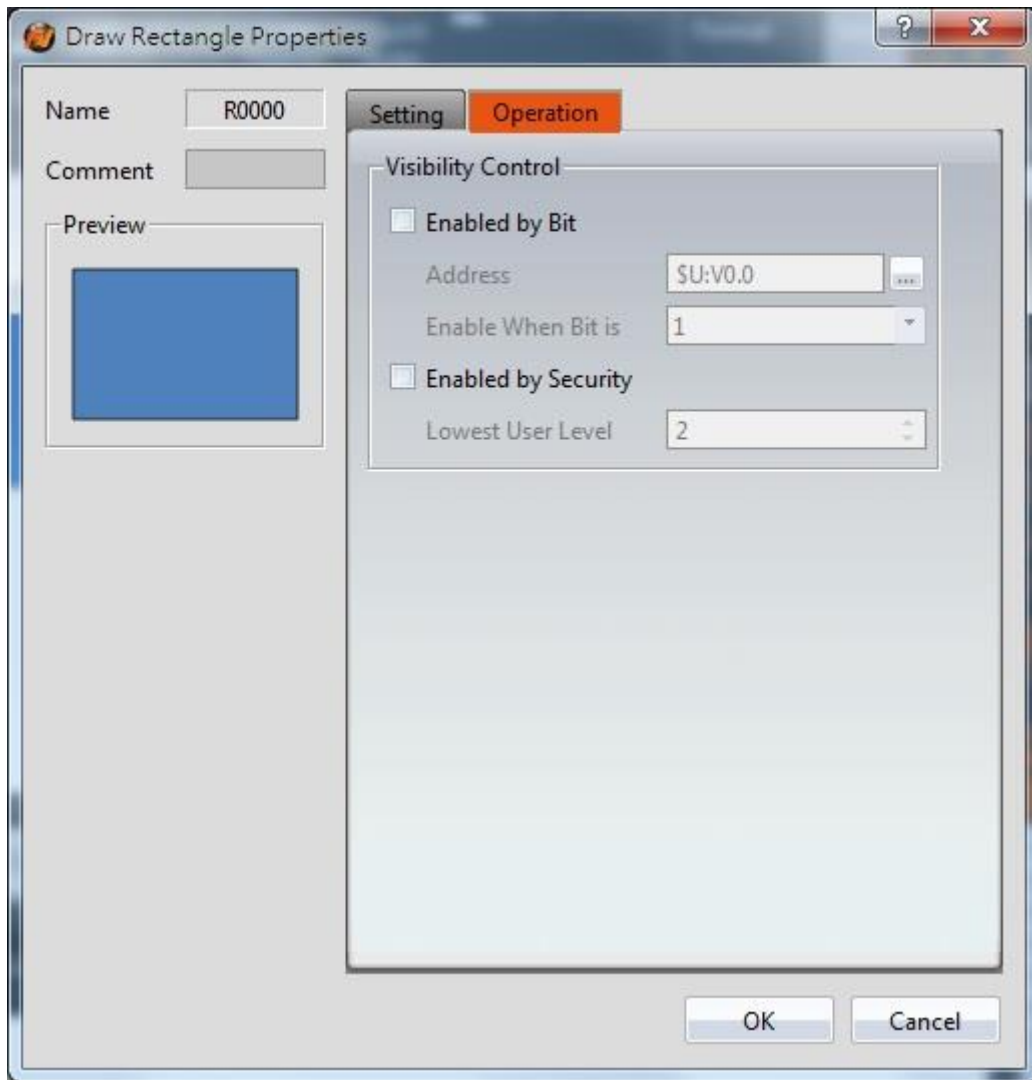 Draw Rectangle Properties
Name R0000
Setting Operation
Comment
Visibility Control
Preview
Enabled by Bit
Address $U:V0.0 ...
Enable When Bit is 1
Enabled by Security
Lowest User Level 2
OK Cancel